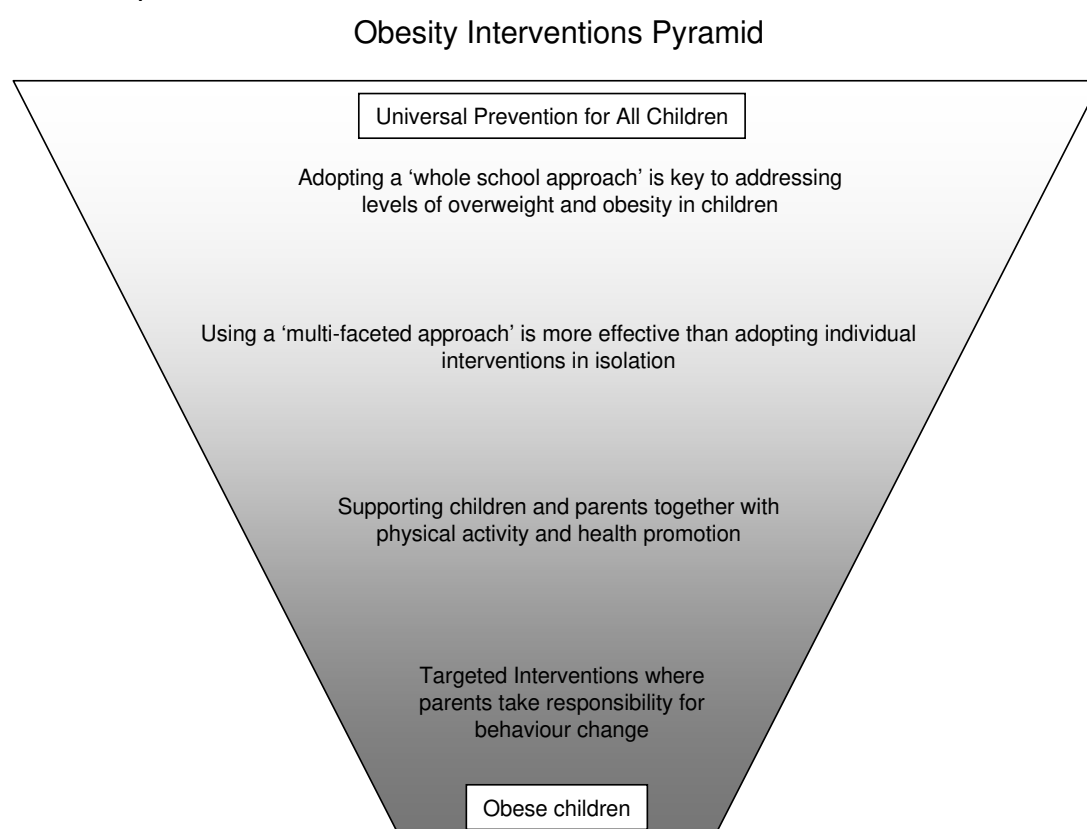 Obesity Interventions Pyramid
Universal Prevention for All Children
Adopting a ‘whole school approach’ is key to addressing
levels of overweight and obesity in children
Using a ‘multi-faceted approach’ is more effective than adopting individual
interventions in isolation
Supporting children and parents together with
physical activity and health promotion
Targeted Interventions where
parents take responsibility for
behaviour change
Obese children